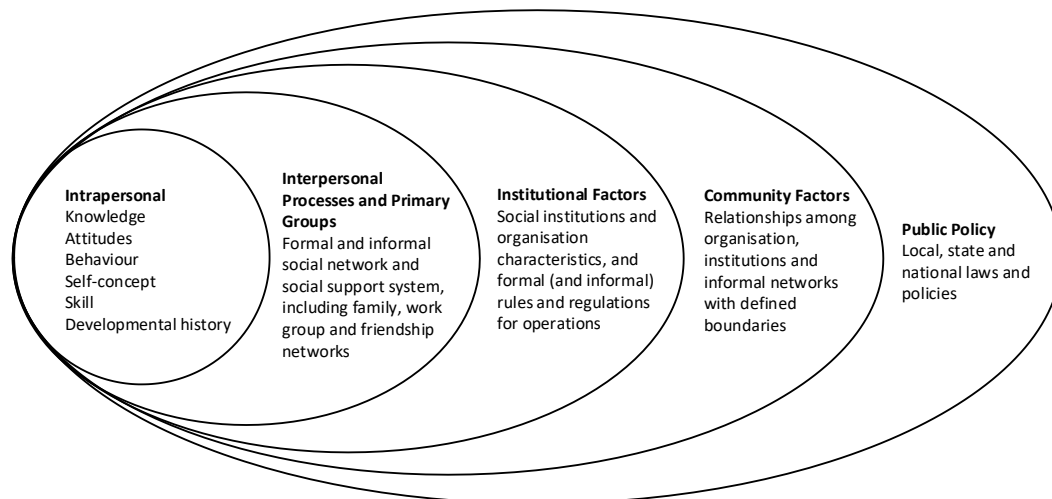 Intrapersonal
Knowledge
Attitudes
Behaviour
Self-concept
Skill
Developmental history
Interpersonal
Processes and Primary
Groups
Formal and informal
social network and
social support system,
including family, work
group and friendship
networks
Institutional Factors
Social institutions and
organisation
characteristics, and
formal (and informal)
rules and regulations
for operations
Community Factors
Relationships among
organisation,
institutions and
informal networks
with defined
boundaries
Public Policy
Local, state and
national laws and
policies